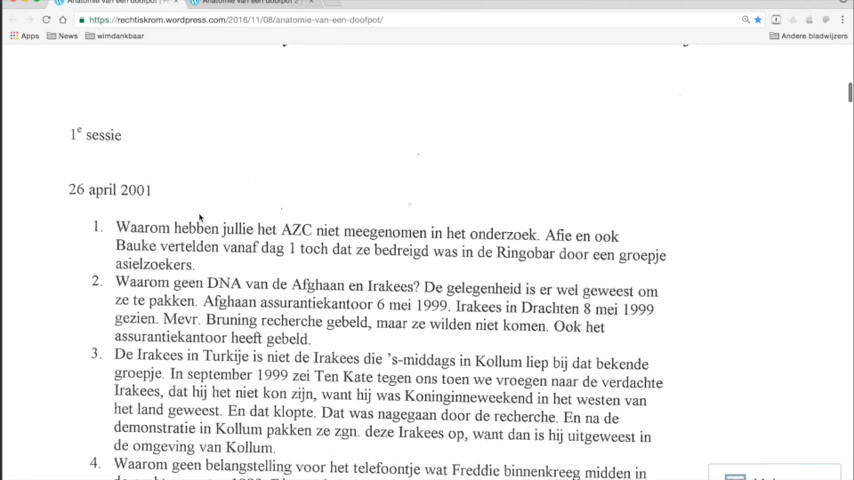 Anatomie van een doofpot | R
Anatomie van een doofpot 2
https://rechtiskrom.wordpress.com/2016/11/08/anatomie-van-een-doofpot/
Apps News wimdankbaar Andere bladwijzers
1e sessie
26 april 2001
1. Waarom hebben jullie het AZC niet meegenomen in het onderzoek. Afie en ook
Bauke vertelden vanaf dag 1 toch dat ze bedreigd was in de Ringobar door een groepje
asielzoekers.
2. Waarom geen DNA van de Afghaan en Irakees? De gelegenheid is er wel geweest om
ze te pakken. Afghaan assurantiekantoor 6 mei 1999. Irakees in Drachten 8 mei 1999
gezien. Mevr. Bruning recherche gebeld, maar ze wilden niet komen. Ook het
assurantiekantoor heeft gebeld.
3. De Irakees in Turkije is niet de Irakees die 's-middags in Kollum liep bij dat bekende
groepje. In september 1999 zei Ten Kate tegen ons toen we vroegen naar de verdachte
Irakees, dat hij het niet kon zijn, want hij was Koninginneweekend in het westen van
het land geweest. En dat klopte. Dat was nagegaan door de recherche. En na de
demonstratie in Kollum pakken ze zgn. deze Irakees op, want dan is hij uitgeweest in
de omgeving van Kollum.
4. Waarom geen belangstelling voor het telefoontje wat Freddie binnenkreeg midden in